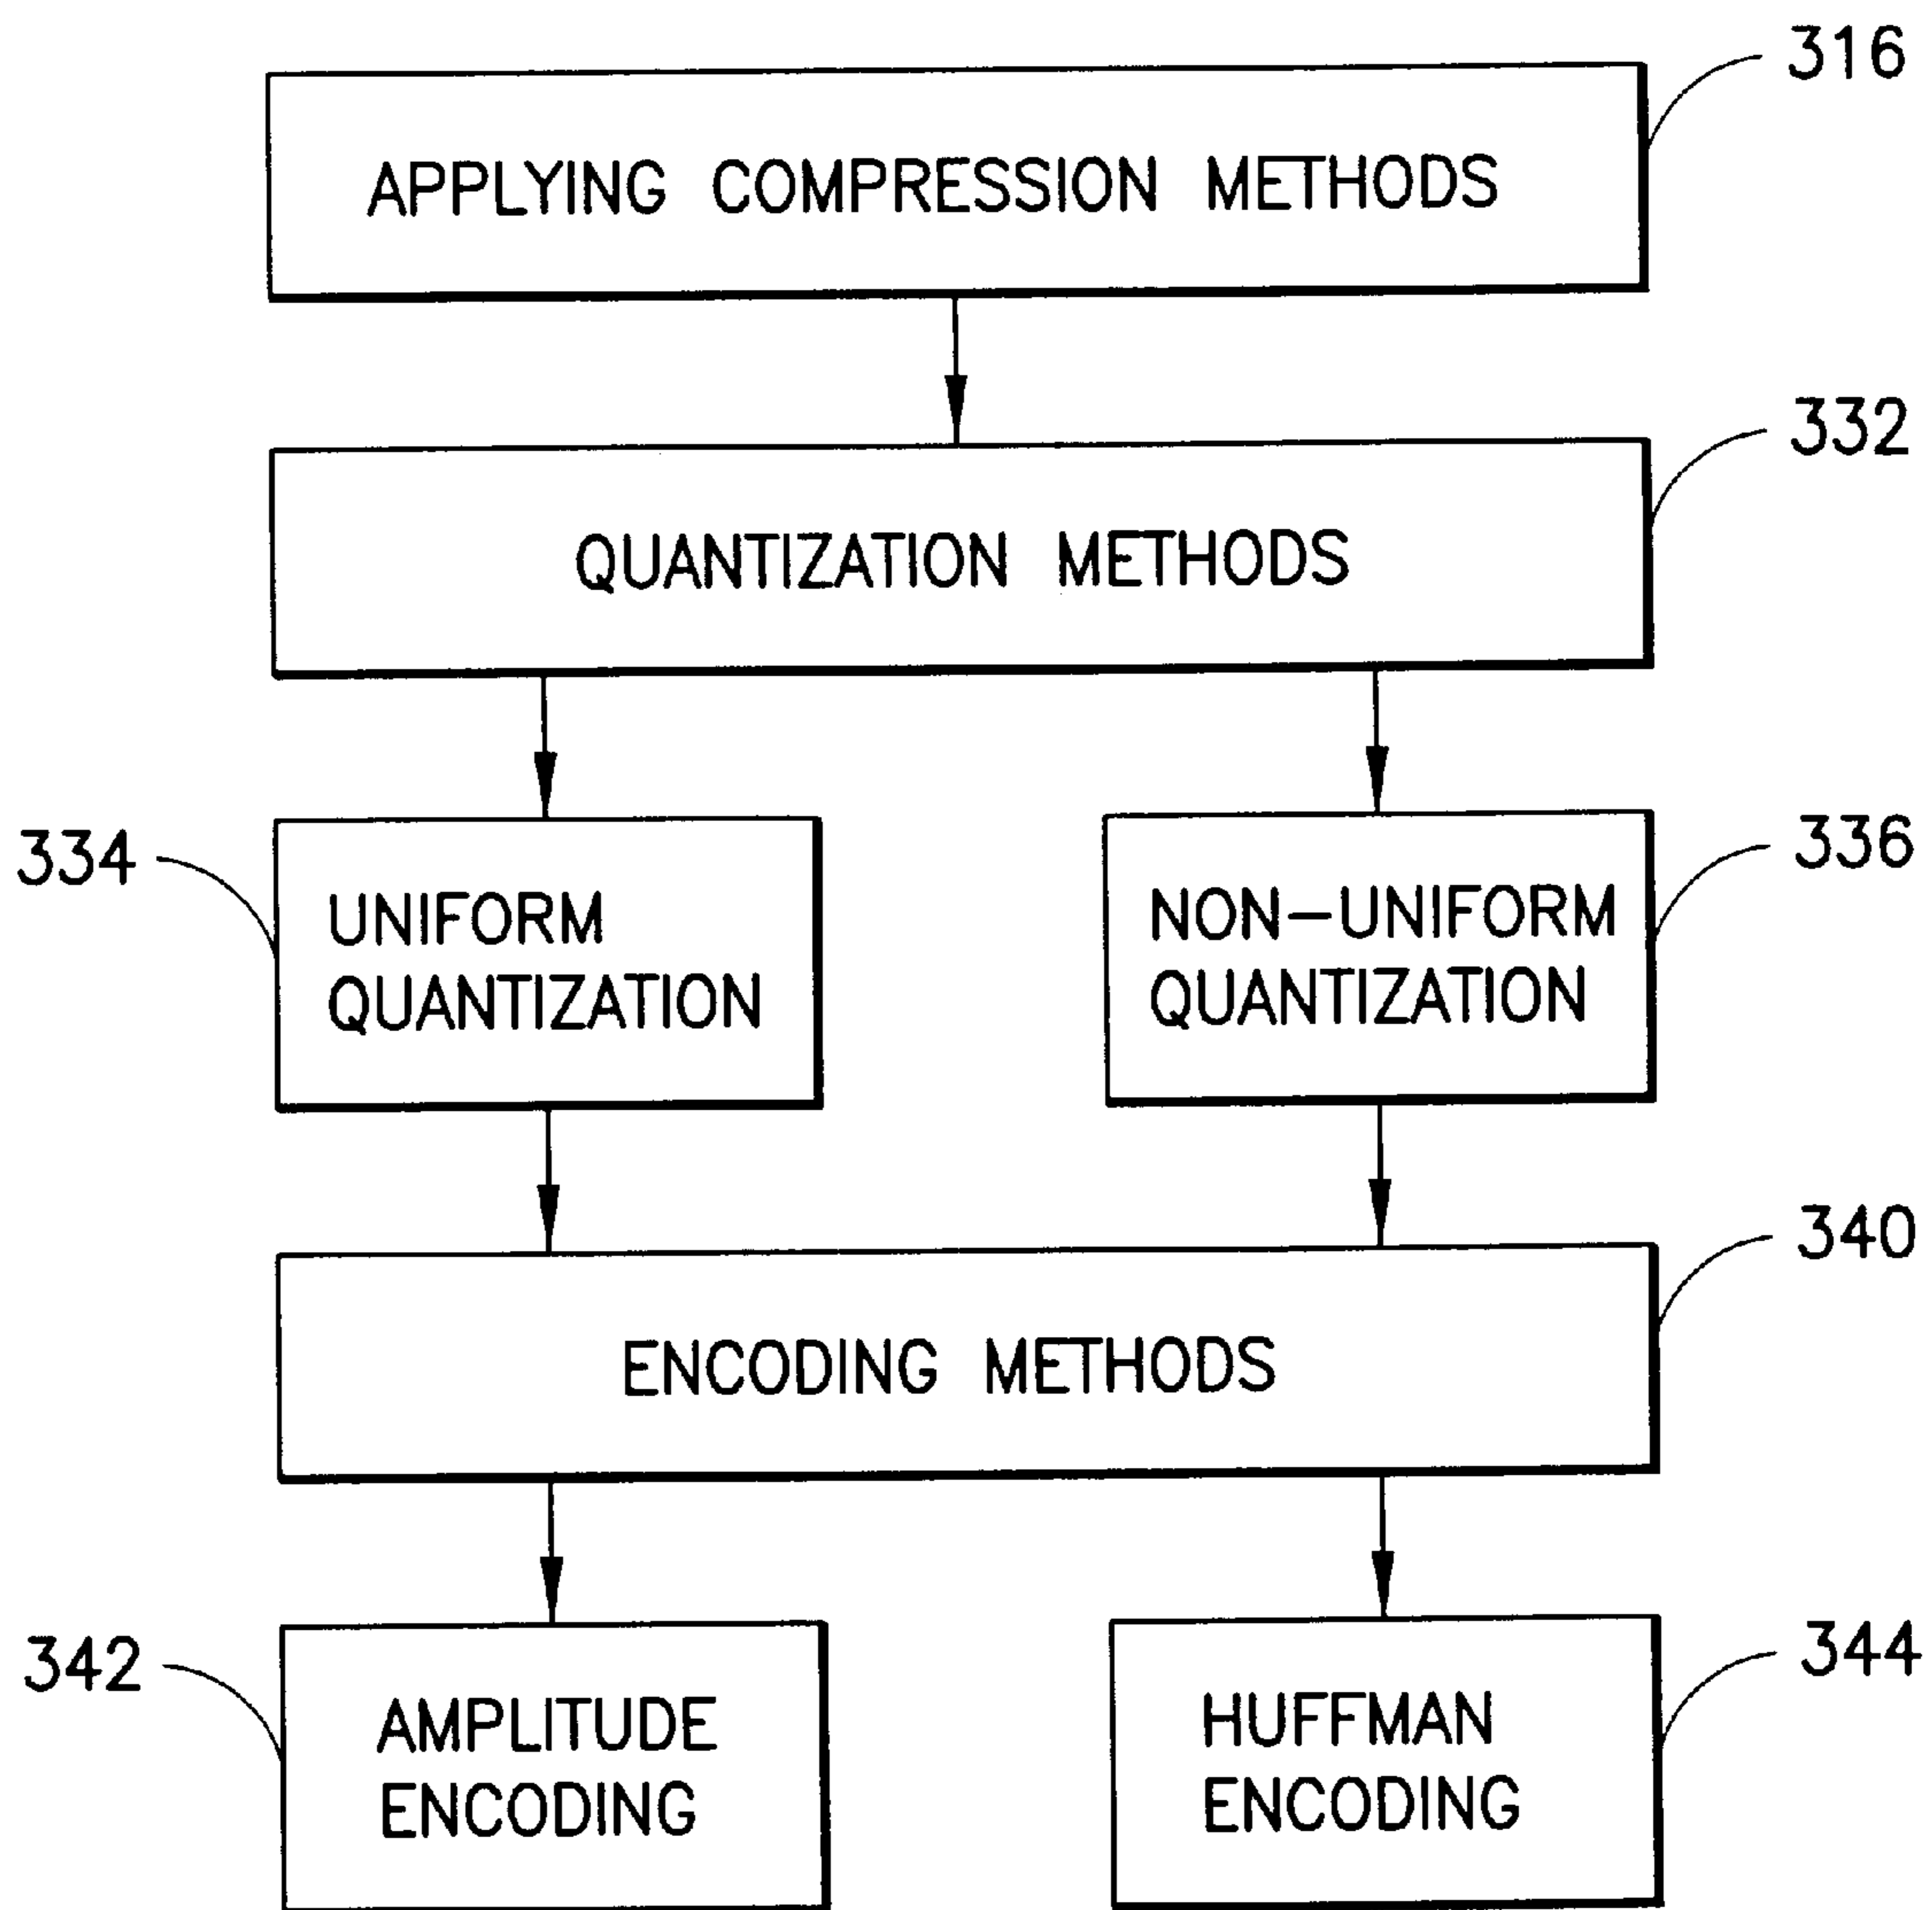 316
APPLYING COMPRESSION METHODS
332
QUANTIZATION METHODS
334
UNIFORM
QUANTIZATION
336
NON-UNIFORM
QUANTIZATION
340
ENCODING METHODS
342
AMPLITUDE
ENCODING
344
HUFFMAN
ENCODING